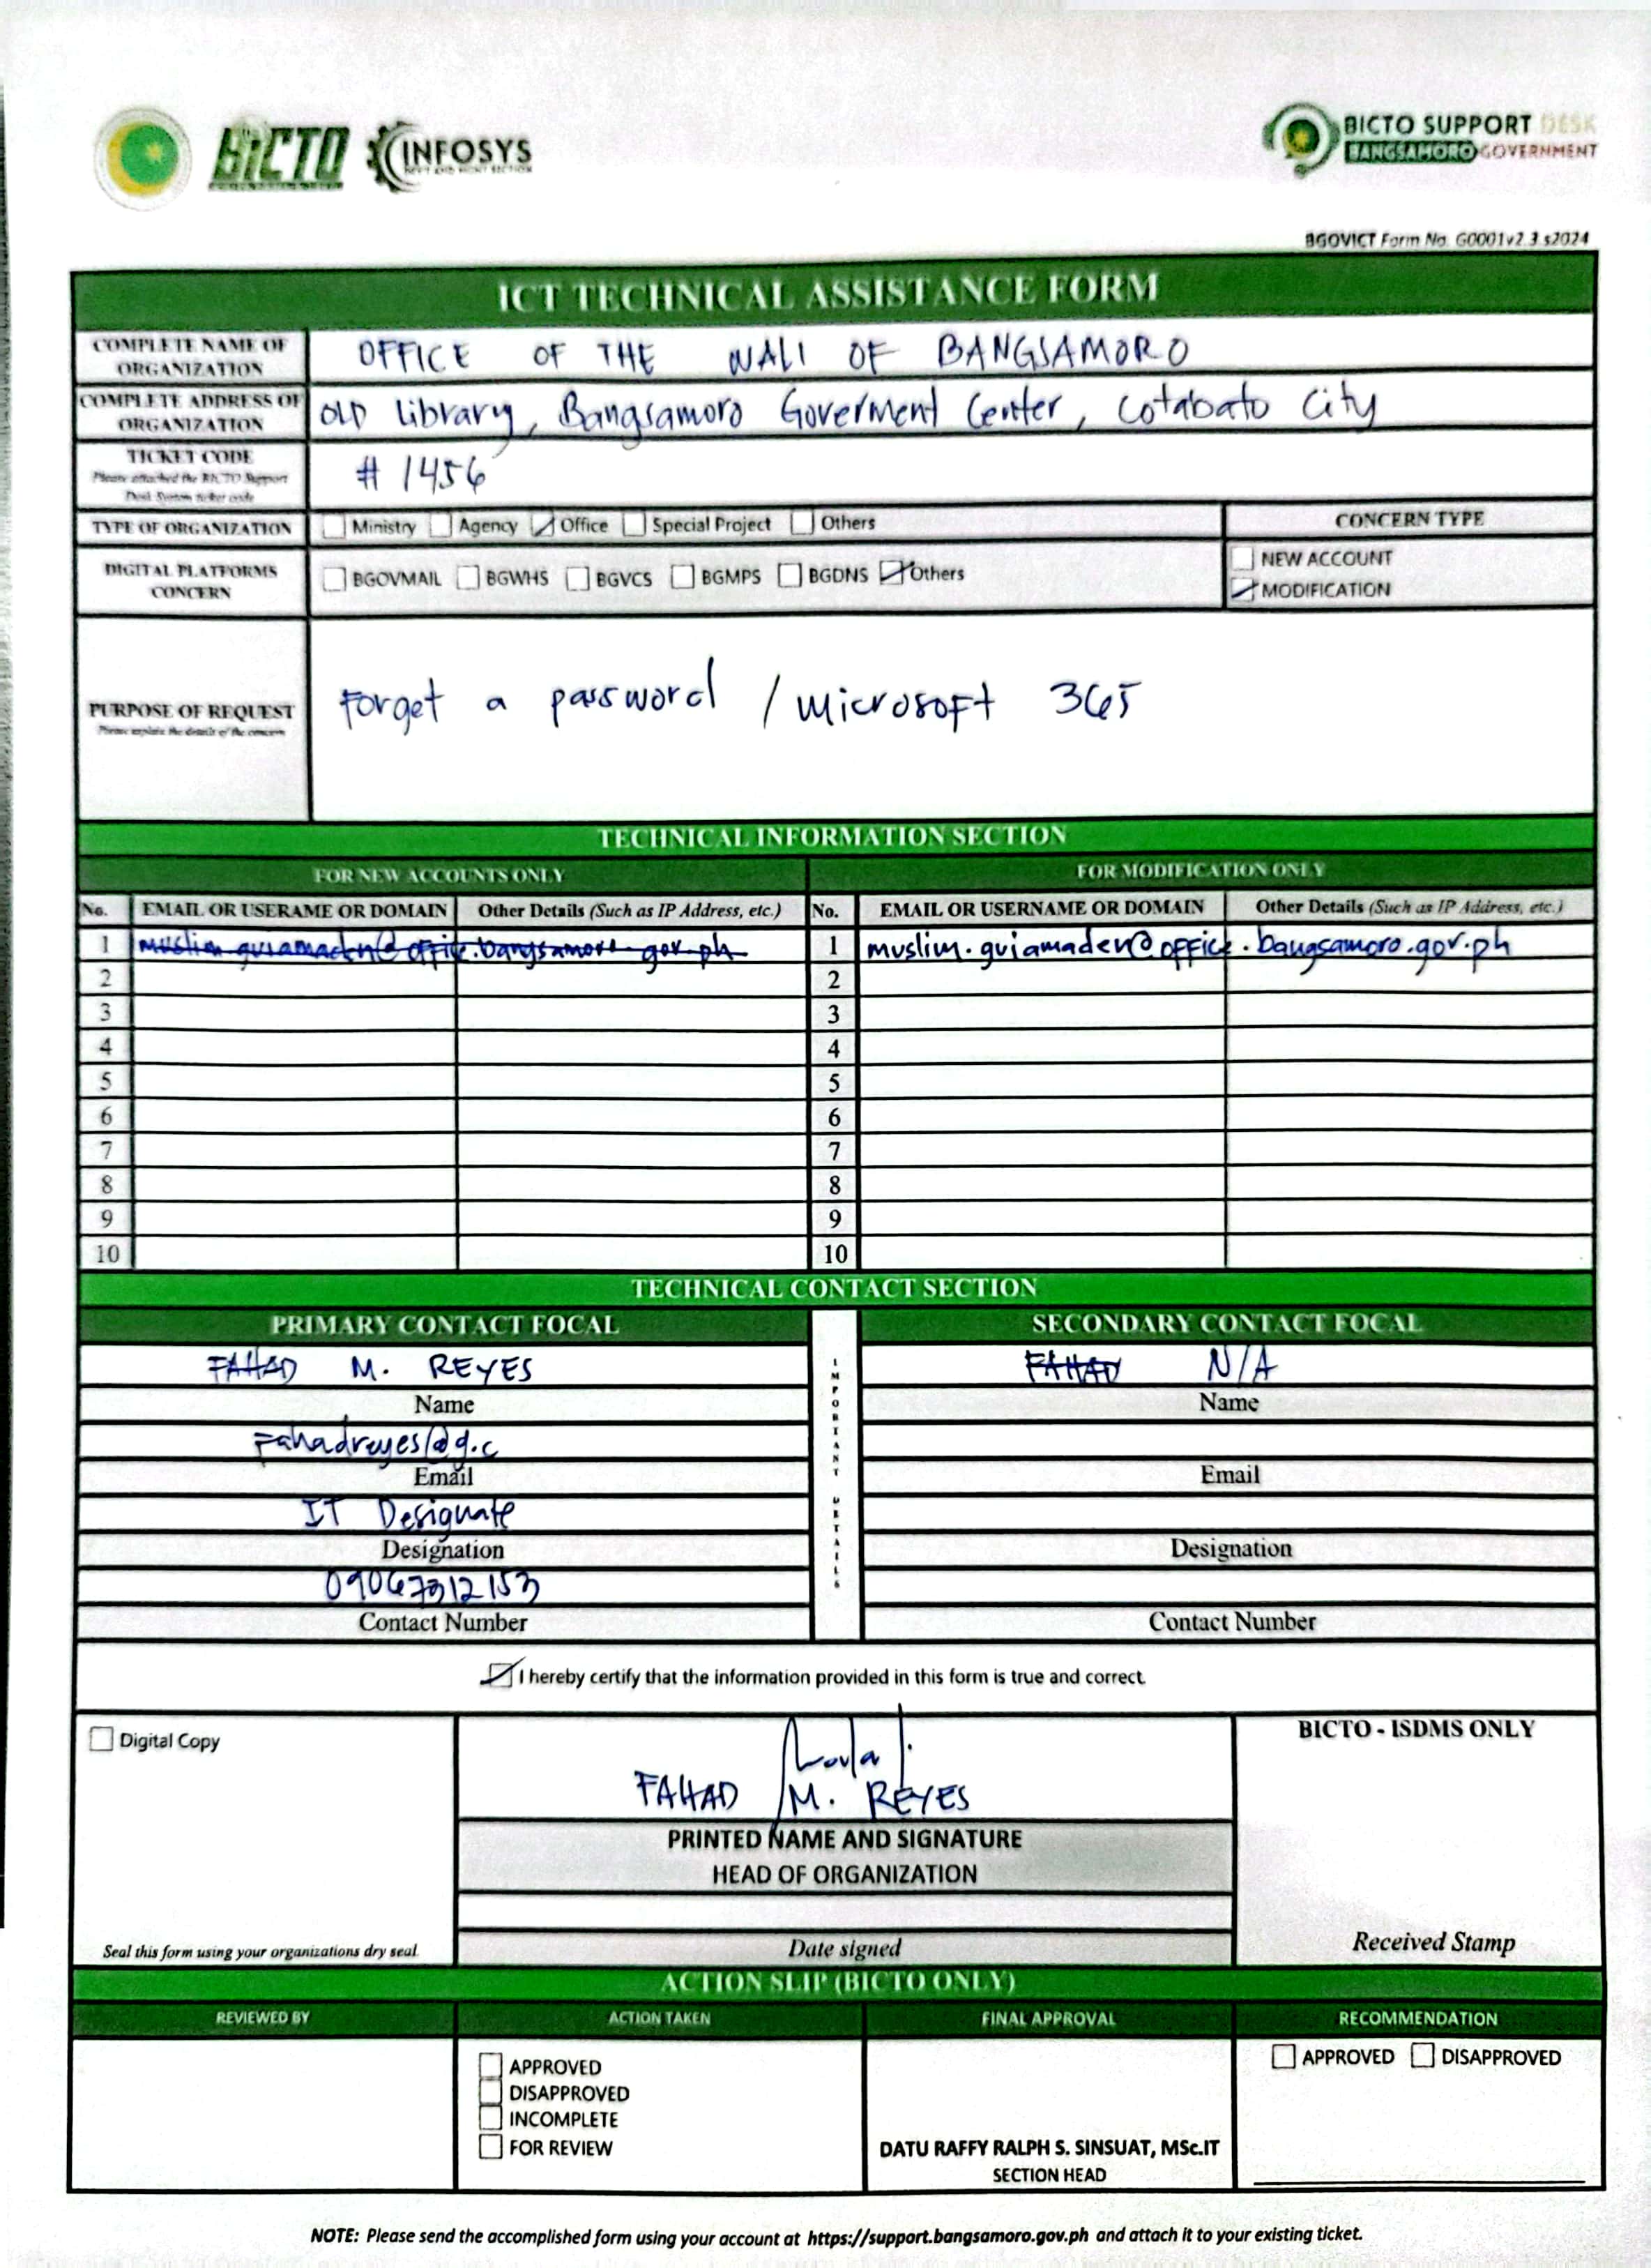 BICTO INFOSYS
BICTO SUPPORT DESK
BANGSAMORO GOVERNMENT
BGOVICT Form No. G0001v2.3 s2024
ICT TECHNICAL ASSISTANCE FORM
COMPLETE NAME OF ORGANIZATION OFFICE OF THE WALI OF BANGSAMORO
COMPLETE ADDRESS OF ORGANIZATION OLD Library, Bangsamoro Goverment Center, Cotabato City
TICKET CODE # 1456
Please attached the BICTO Support Desk System ticket code
TYPE OF ORGANIZATION Ministry Agency Office Special Project Others CONCERN TYPE
DIGITAL PLATFORMS CONCERN BGOVMAIL BGWHS BGVCS BGMPS BGDNS Others
NEW ACCOUNT
MODIFICATION
PURPOSE OF REQUEST Forget a password / Microsoft 365
Please explain the details of the concern
TECHNICAL INFORMATION SECTION
FOR NEW ACCOUNTS ONLY FOR MODIFICATION ONLY
No. EMAIL OR USERAME OR DOMAIN Other Details (Such as IP Address, etc.) No. EMAIL OR USERNAME OR DOMAIN Other Details (Such as IP Address, etc.)
1 muslim.guiamaden@office.bangsamoro.gov.ph 1 muslim.guiamaden@office.bangsamoro.gov.ph
2 2
3 3
4 4
5 5
6 6
7 7
8 8
9 9
10 10
TECHNICAL CONTACT SECTION
PRIMARY CONTACT FOCAL SECONDARY CONTACT FOCAL
IMPORTANT DETAILS
FAHAD M. REYES FAHAD N/A
Name Name
Fahadreyes@g.c
Email Email
IT Designate
Designation Designation
Contact Number Contact Number
I hereby certify that the information provided in this form is true and correct.
Digital Copy BICTO - ISDMS ONLY
FAHAD M. REYES
PRINTED NAME AND SIGNATURE
HEAD OF ORGANIZATION
Seal this form using your organizations dry seal. Date signed Received Stamp
ACTION SLIP (BICTO ONLY)
REVIEWED BY ACTION TAKEN FINAL APPROVAL RECOMMENDATION
APPROVED APPROVED DISAPPROVED
DISAPPROVED
INCOMPLETE
FOR REVIEW DATU RAFFY RALPH S. SINSUAT, MSc.IT
SECTION HEAD
NOTE: Please send the accomplished form using your account at https://support.bangsamoro.gov.ph and attach it to your existing ticket.